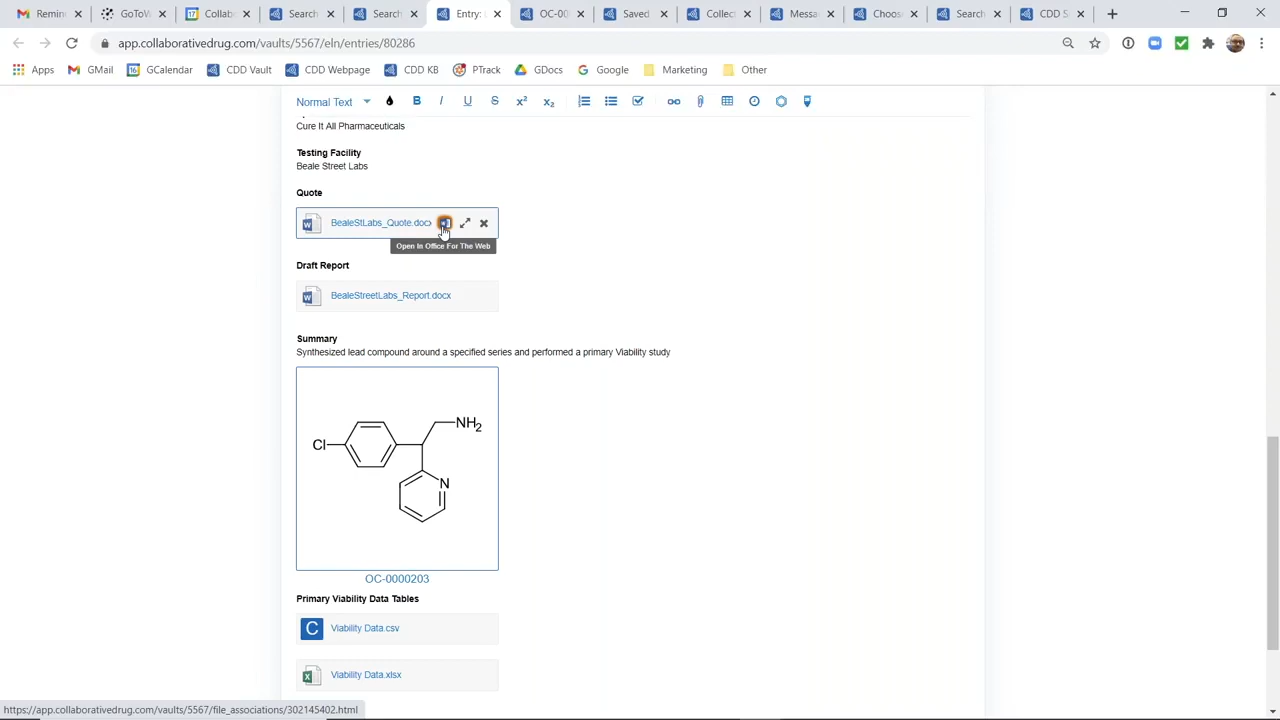 Remin
GoToW
Collab
Search
Search
Entry:
OC-00
Saved
Collect
Messa
Choos
Search
CDD S
app.collaborativedrug.com/vaults/5567/eln/entries/80286
Apps
GMail
GCalendar
CDD Vault
CDD Webpage
CDD KB
PTrack
GDocs
Google
Marketing
Other
Normal Text B I U S x² x₂
Cure It All Pharmaceuticals
Testing Facility
Beale Street Labs
Quote
BealeStLabs_Quote.docx
Open In Office For The Web
Draft Report
BealeStreetLabs_Report.docx
Summary
Synthesized lead compound around a specified series and performed a primary Viability study
NH₂
Cl
N
OC-0000203
Primary Viability Data Tables
C Viability Data.csv
Viability Data.xlsx
https://app.collaborativedrug.com/vaults/5567/file_associations/302145402.html